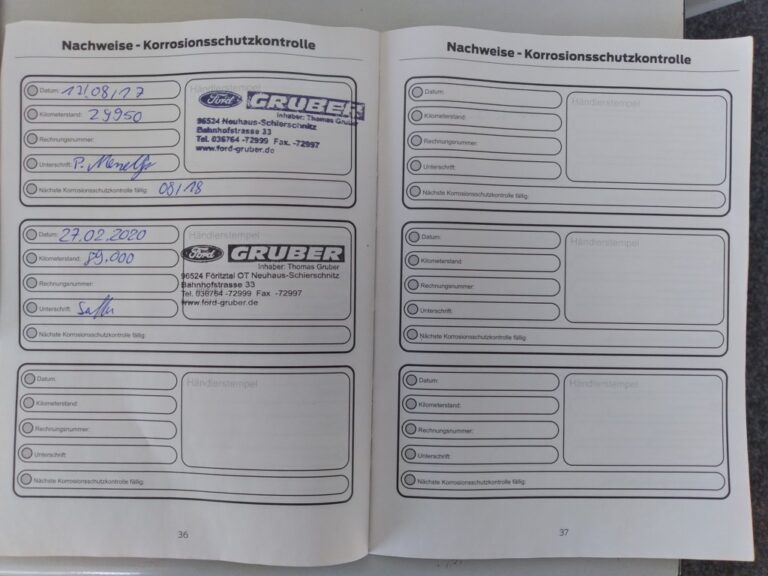 Nachweise - Korrosionsschutzkontrolle
Datum: 17/08/17
Kilometerstand: 29950
Rechnungsnummer:
Unterschrift: P.
Nächste Korrosionsschutzkontrolle fällig: 08/18
Händlerstempel
Ford GRUBER
Inhaber: Thomas Gruber
96524 Neuhaus-Schierschnitz
Bahnhofstrasse 33
Tel. 036764 -72999 Fax. -72997
www.ford-gruber.de
Datum: 27.02.2020
Kilometerstand: 89.000
Rechnungsnummer:
Unterschrift:
Nächste Korrosionsschutzkontrolle fällig:
Händlerstempel
Ford GRUBER
Inhaber: Thomas Gruber
96524 Föritztal OT Neuhaus-Schierschnitz
Bahnhofstrasse 33
Tel. 036764 -72999 Fax -72997
www.ford-gruber.de
Datum:
Kilometerstand:
Rechnungsnummer:
Unterschrift:
Nächste Korrosionsschutzkontrolle fällig:
Händlerstempel
36
Nachweise - Korrosionsschutzkontrolle
Datum:
Kilometerstand:
Rechnungsnummer:
Unterschrift:
Nächste Korrosionsschutzkontrolle fällig:
Händlerstempel
Datum:
Kilometerstand:
Rechnungsnummer:
Unterschrift:
Nächste Korrosionsschutzkontrolle fällig:
Händlerstempel
Datum:
Kilometerstand:
Rechnungsnummer:
Unterschrift:
Nächste Korrosionsschutzkontrolle fällig:
Händlerstempel
37